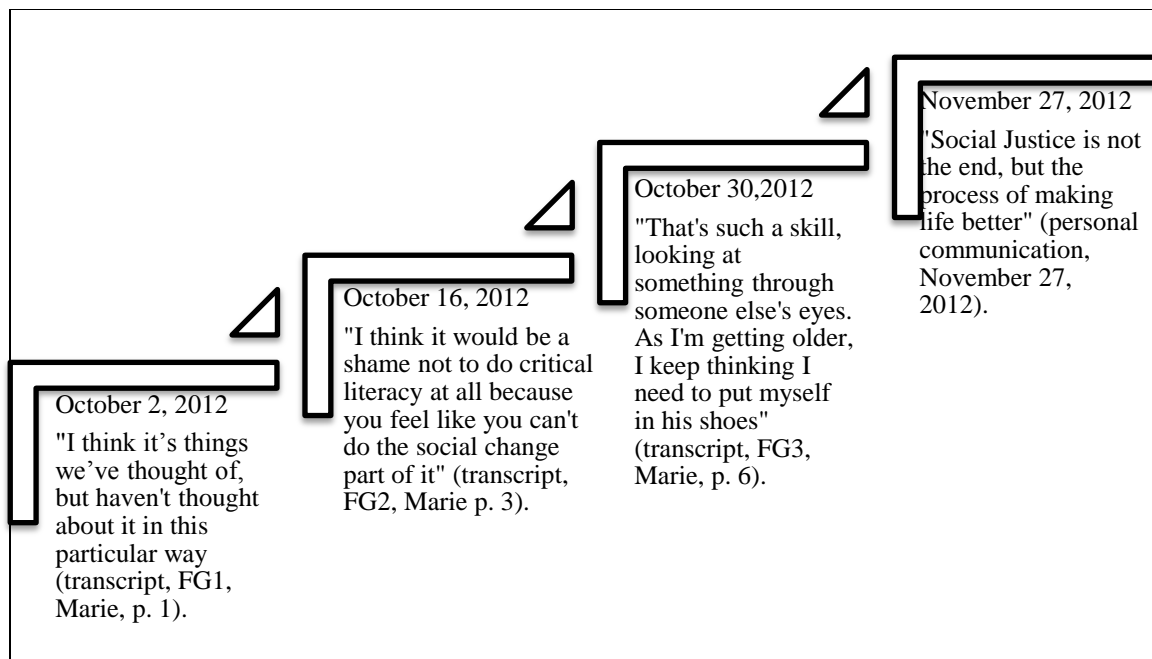 October 2, 2012
"I think it’s things
we’ve thought of,
but haven't thought
about it in this
particular way
(transcript, FG1,
Marie, p. 1).
October 16, 2012
"I think it would be a
shame not to do critical
literacy at all because
you feel like you can't
do the social change
part of it" (transcript,
FG2, Marie p. 3).
October 30,2012
"That's such a skill,
looking at
something through
someone else's eyes.
As I'm getting older,
I keep thinking I
need to put myself
in his shoes"
(transcript, FG3,
Marie, p. 6).
November 27, 2012
"Social Justice is not
the end, but the
process of making
life better" (personal
communication,
November 27,
2012).